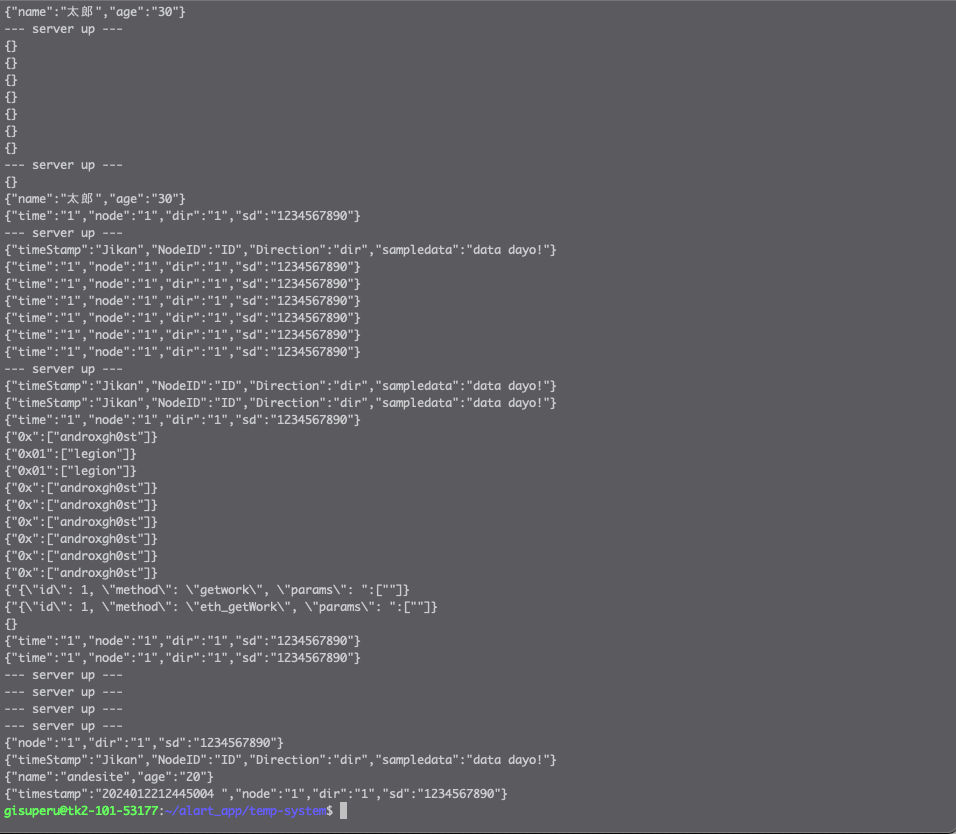 {"name":"太郎","age":"30"}
--- server up ---
{}
{}
{}
{}
{}
{}
{}
--- server up ---
{}
{"name":"太郎","age":"30"}
{"time":"1","node":"1","dir":"1","sd":"1234567890"}
--- server up ---
{"timeStamp":"Jikan","NodeID":"ID","Direction":"dir","sampledata":"data dayo!"}
{"time":"1","node":"1","dir":"1","sd":"1234567890"}
{"time":"1","node":"1","dir":"1","sd":"1234567890"}
{"time":"1","node":"1","dir":"1","sd":"1234567890"}
{"time":"1","node":"1","dir":"1","sd":"1234567890"}
{"time":"1","node":"1","dir":"1","sd":"1234567890"}
{"time":"1","node":"1","dir":"1","sd":"1234567890"}
--- server up ---
{"timeStamp":"Jikan","NodeID":"ID","Direction":"dir","sampledata":"data dayo!"}
{"timeStamp":"Jikan","NodeID":"ID","Direction":"dir","sampledata":"data dayo!"}
{"time":"1","node":"1","dir":"1","sd":"1234567890"}
{"0x":["androxgh0st"]}
{"0x01":["legion"]}
{"0x01":["legion"]}
{"0x":["androxgh0st"]}
{"0x":["androxgh0st"]}
{"0x":["androxgh0st"]}
{"0x":["androxgh0st"]}
{"0x":["androxgh0st"]}
{"0x":["androxgh0st"]}
{"{\"id\": 1, \"method\": \"getwork\", \"params\": ":[""]}
{"{\"id\": 1, \"method\": \"eth_getWork\", \"params\": ":[""]}
{}
{"time":"1","node":"1","dir":"1","sd":"1234567890"}
{"time":"1","node":"1","dir":"1","sd":"1234567890"}
--- server up ---
--- server up ---
--- server up ---
--- server up ---
{"node":"1","dir":"1","sd":"1234567890"}
{"timeStamp":"Jikan","NodeID":"ID","Direction":"dir","sampledata":"data dayo!"}
{"name":"andesite","age":"20"}
{"timestamp":"2024012212445004 ","node":"1","dir":"1","sd":"1234567890"}
gisuperu@tk2-101-53177:~/alart_app/temp-system$